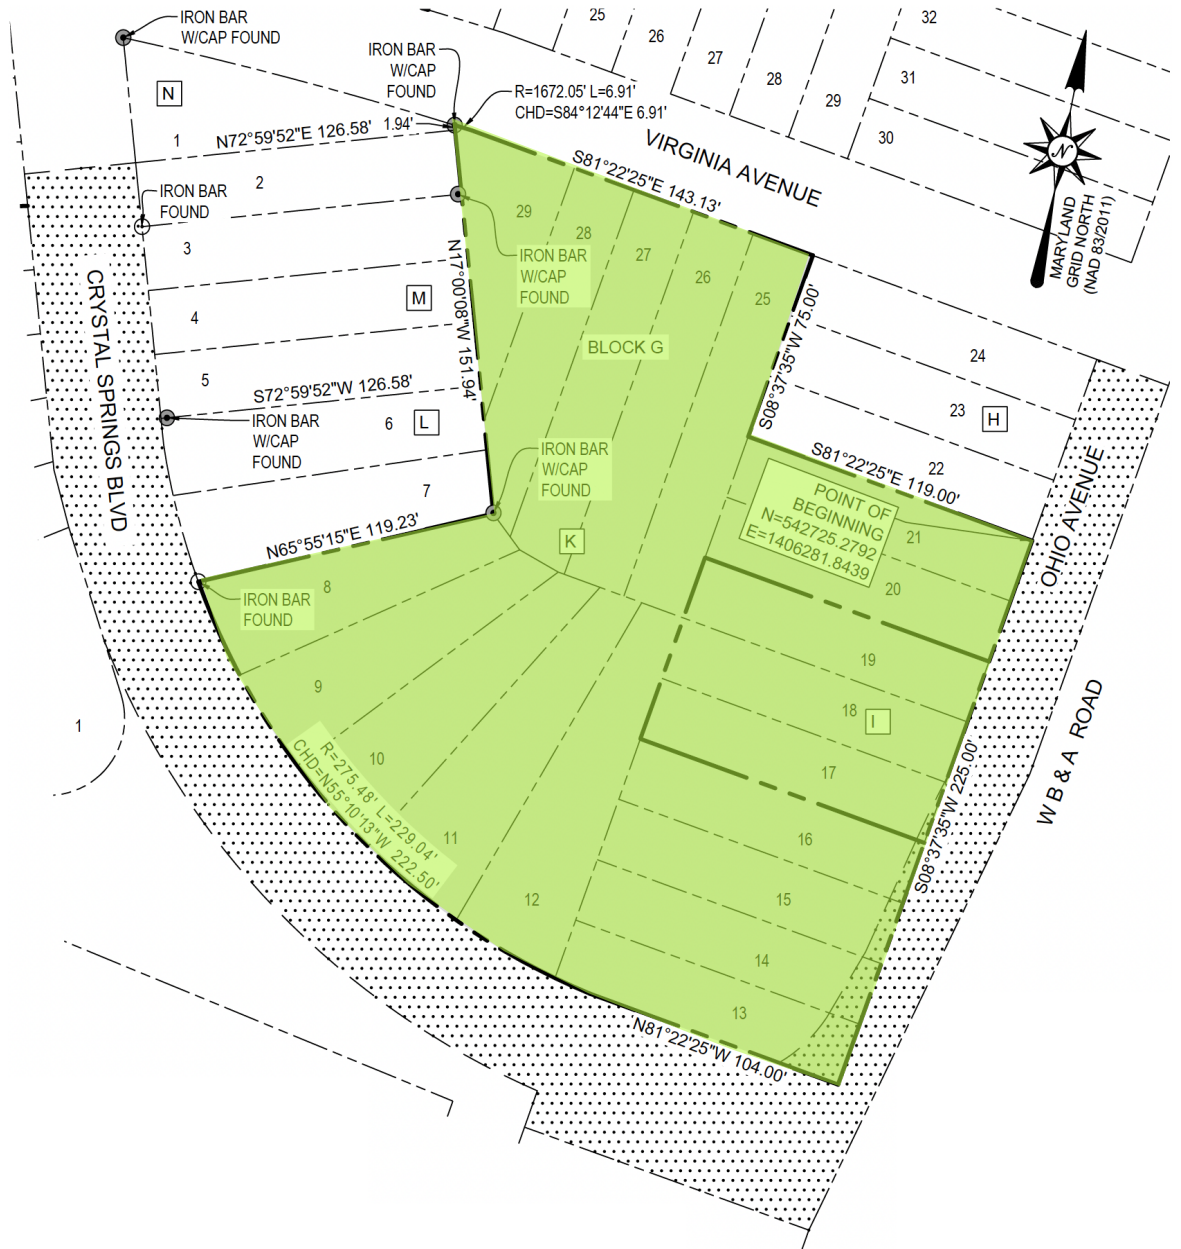 IRON BAR
W/CAP FOUND
IRON BAR
W/CAP
FOUND
R=1672.05' L=6.91'
CHD=S84°12'44"E 6.91'
25
26
27
28
29
30
31
32
N
1
N72°59'52"E 126.58'
1.94'
VIRGINIA AVENUE
S81°22'25"E 143.13'
N
MARYLAND
GRID NORTH
(NAD 83/2011)
2
IRON BAR
FOUND
3
29
28
27
26
25
IRON BAR
W/CAP
FOUND
N17°00'08"W 151.94'
M
4
CRYSTAL SPRINGS BLVD
BLOCK G
S08°37'35"W 75.00'
24
5
S72°59'52"W 126.58'
6
L
IRON BAR
W/CAP
FOUND
23
H
22
S81°22'25"E 119.00'
IRON BAR
W/CAP
FOUND
7
POINT OF
BEGINNING
N=542725.2792
E=1406281.8439
21
OHIO AVENUE
N65°55'15"E 119.23'
K
8
IRON BAR
FOUND
20
19
9
18
I
W B & A ROAD
1
10
R=275.48' L=229.04'
CHD=N55°10'13"W 222.50'
17
S08°37'35"W 225.00'
11
16
12
15
14
13
N81°22'25"W 104.00'